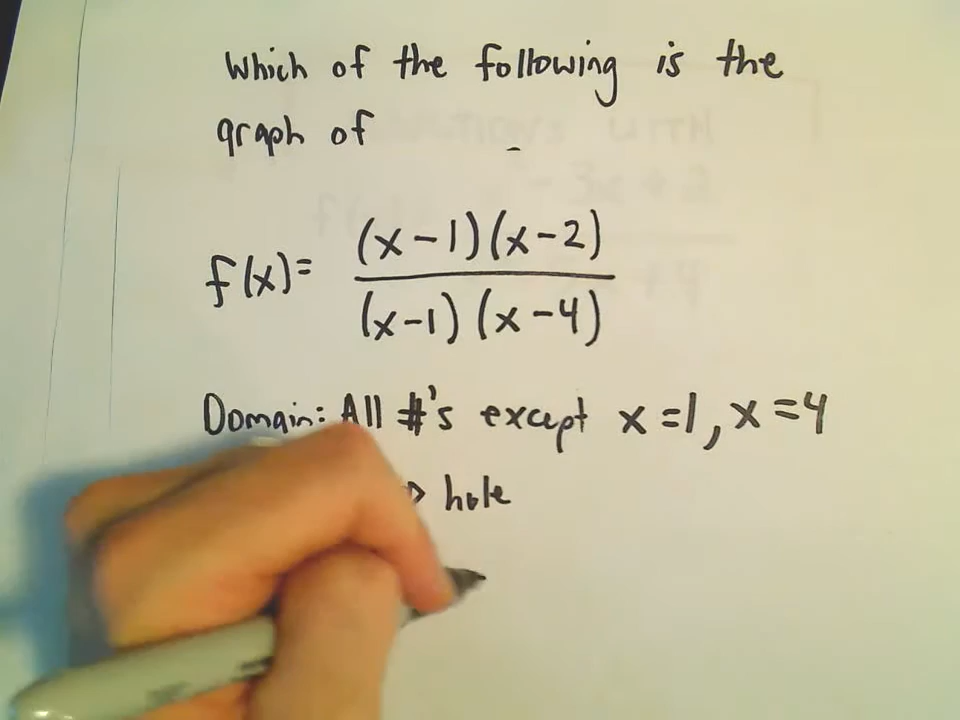 Which of the following is the
graph of
f(x)= (x-1)(x-2)
(x-1)(x-4)
Domain: All #'s except x=1, x=4
hole